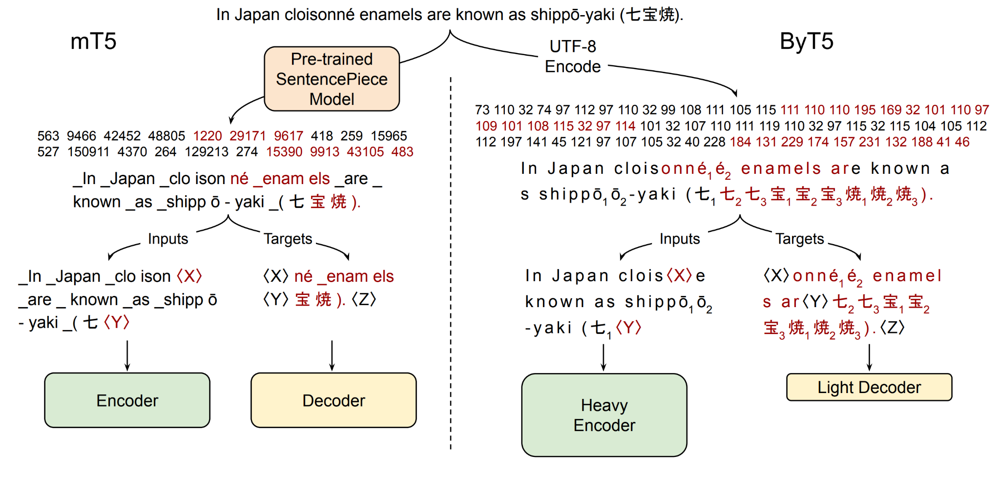 In Japan cloisonné enamels are known as shippō-yaki (七宝焼).
mT5
Pre-trained
SentencePiece
Model
563 9466 42452 48805 1220 29171 9617 418 259 15965
527 150911 4370 264 129213 274 15390 9913 43105 483
_In _Japan _clo ison né _enam els _are _
known _as _shipp ō - yaki _( 七 宝 焼 ).
Inputs
Targets
_In _Japan _clo ison 〈X〉
_are _ known _as _shipp ō
- yaki _( 七 〈Y〉
〈X〉 né _enam els
〈Y〉 宝 焼 ). 〈Z〉
Encoder
Decoder
ByT5
UTF-8
Encode
73 110 32 74 97 112 97 110 32 99 108 111 105 115 111 110 110 195 169 32 101 110 97
109 101 108 115 32 97 114 101 32 107 110 111 119 110 32 97 115 32 115 104 105 112
112 197 141 45 121 97 107 105 32 40 228 184 131 229 174 157 231 132 188 41 46
In Japan cloisonné1é2 enamels are known a
s shippō1ō2-yaki (七1七2七3宝1宝2宝3焼1焼2焼3).
Inputs
Targets
In Japan clois〈X〉e
known as shippō1ō2
-yaki (七1〈Y〉
〈X〉onné1é2 enamel
s ar〈Y〉七2七3宝1宝2
宝3焼1焼2焼3).〈Z〉
Heavy
Encoder
Light Decoder